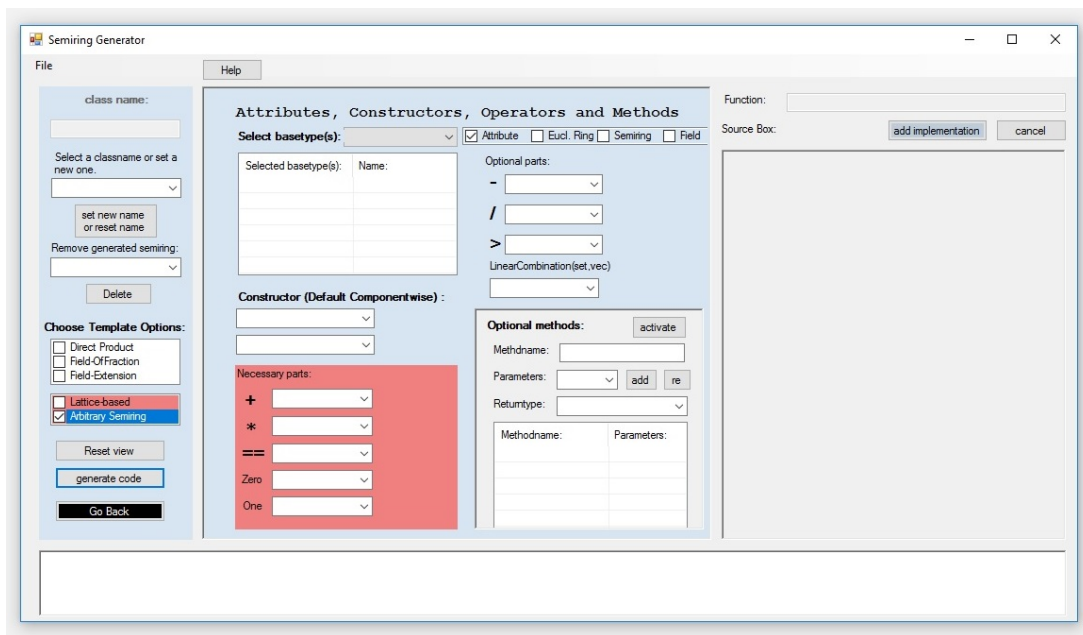 Semiring Generator
File
Help
class name:
Select a classname or set a
new one.
set new name
or reset name
Remove generated semiring:
Delete
Choose Template Options:
Direct Product
Field-OfFraction
Field-Extension
Lattice-based
Arbitrary Semiring
Reset view
generate code
Go Back
Attributes, Constructors, Operators and Methods
Select basetype(s):
Attribute Eucl. Ring Semiring Field
Selected basetype(s): Name:
Constructor (Default Componentwise) :
Necessary parts:
+
*
==
Zero
One
Optional parts:
-
/
>
LinearCombination(set,vec)
Optional methods: activate
Methdname:
Parameters: add re
Returntype:
Methodname: Parameters:
Function:
Source Box: add implementation cancel